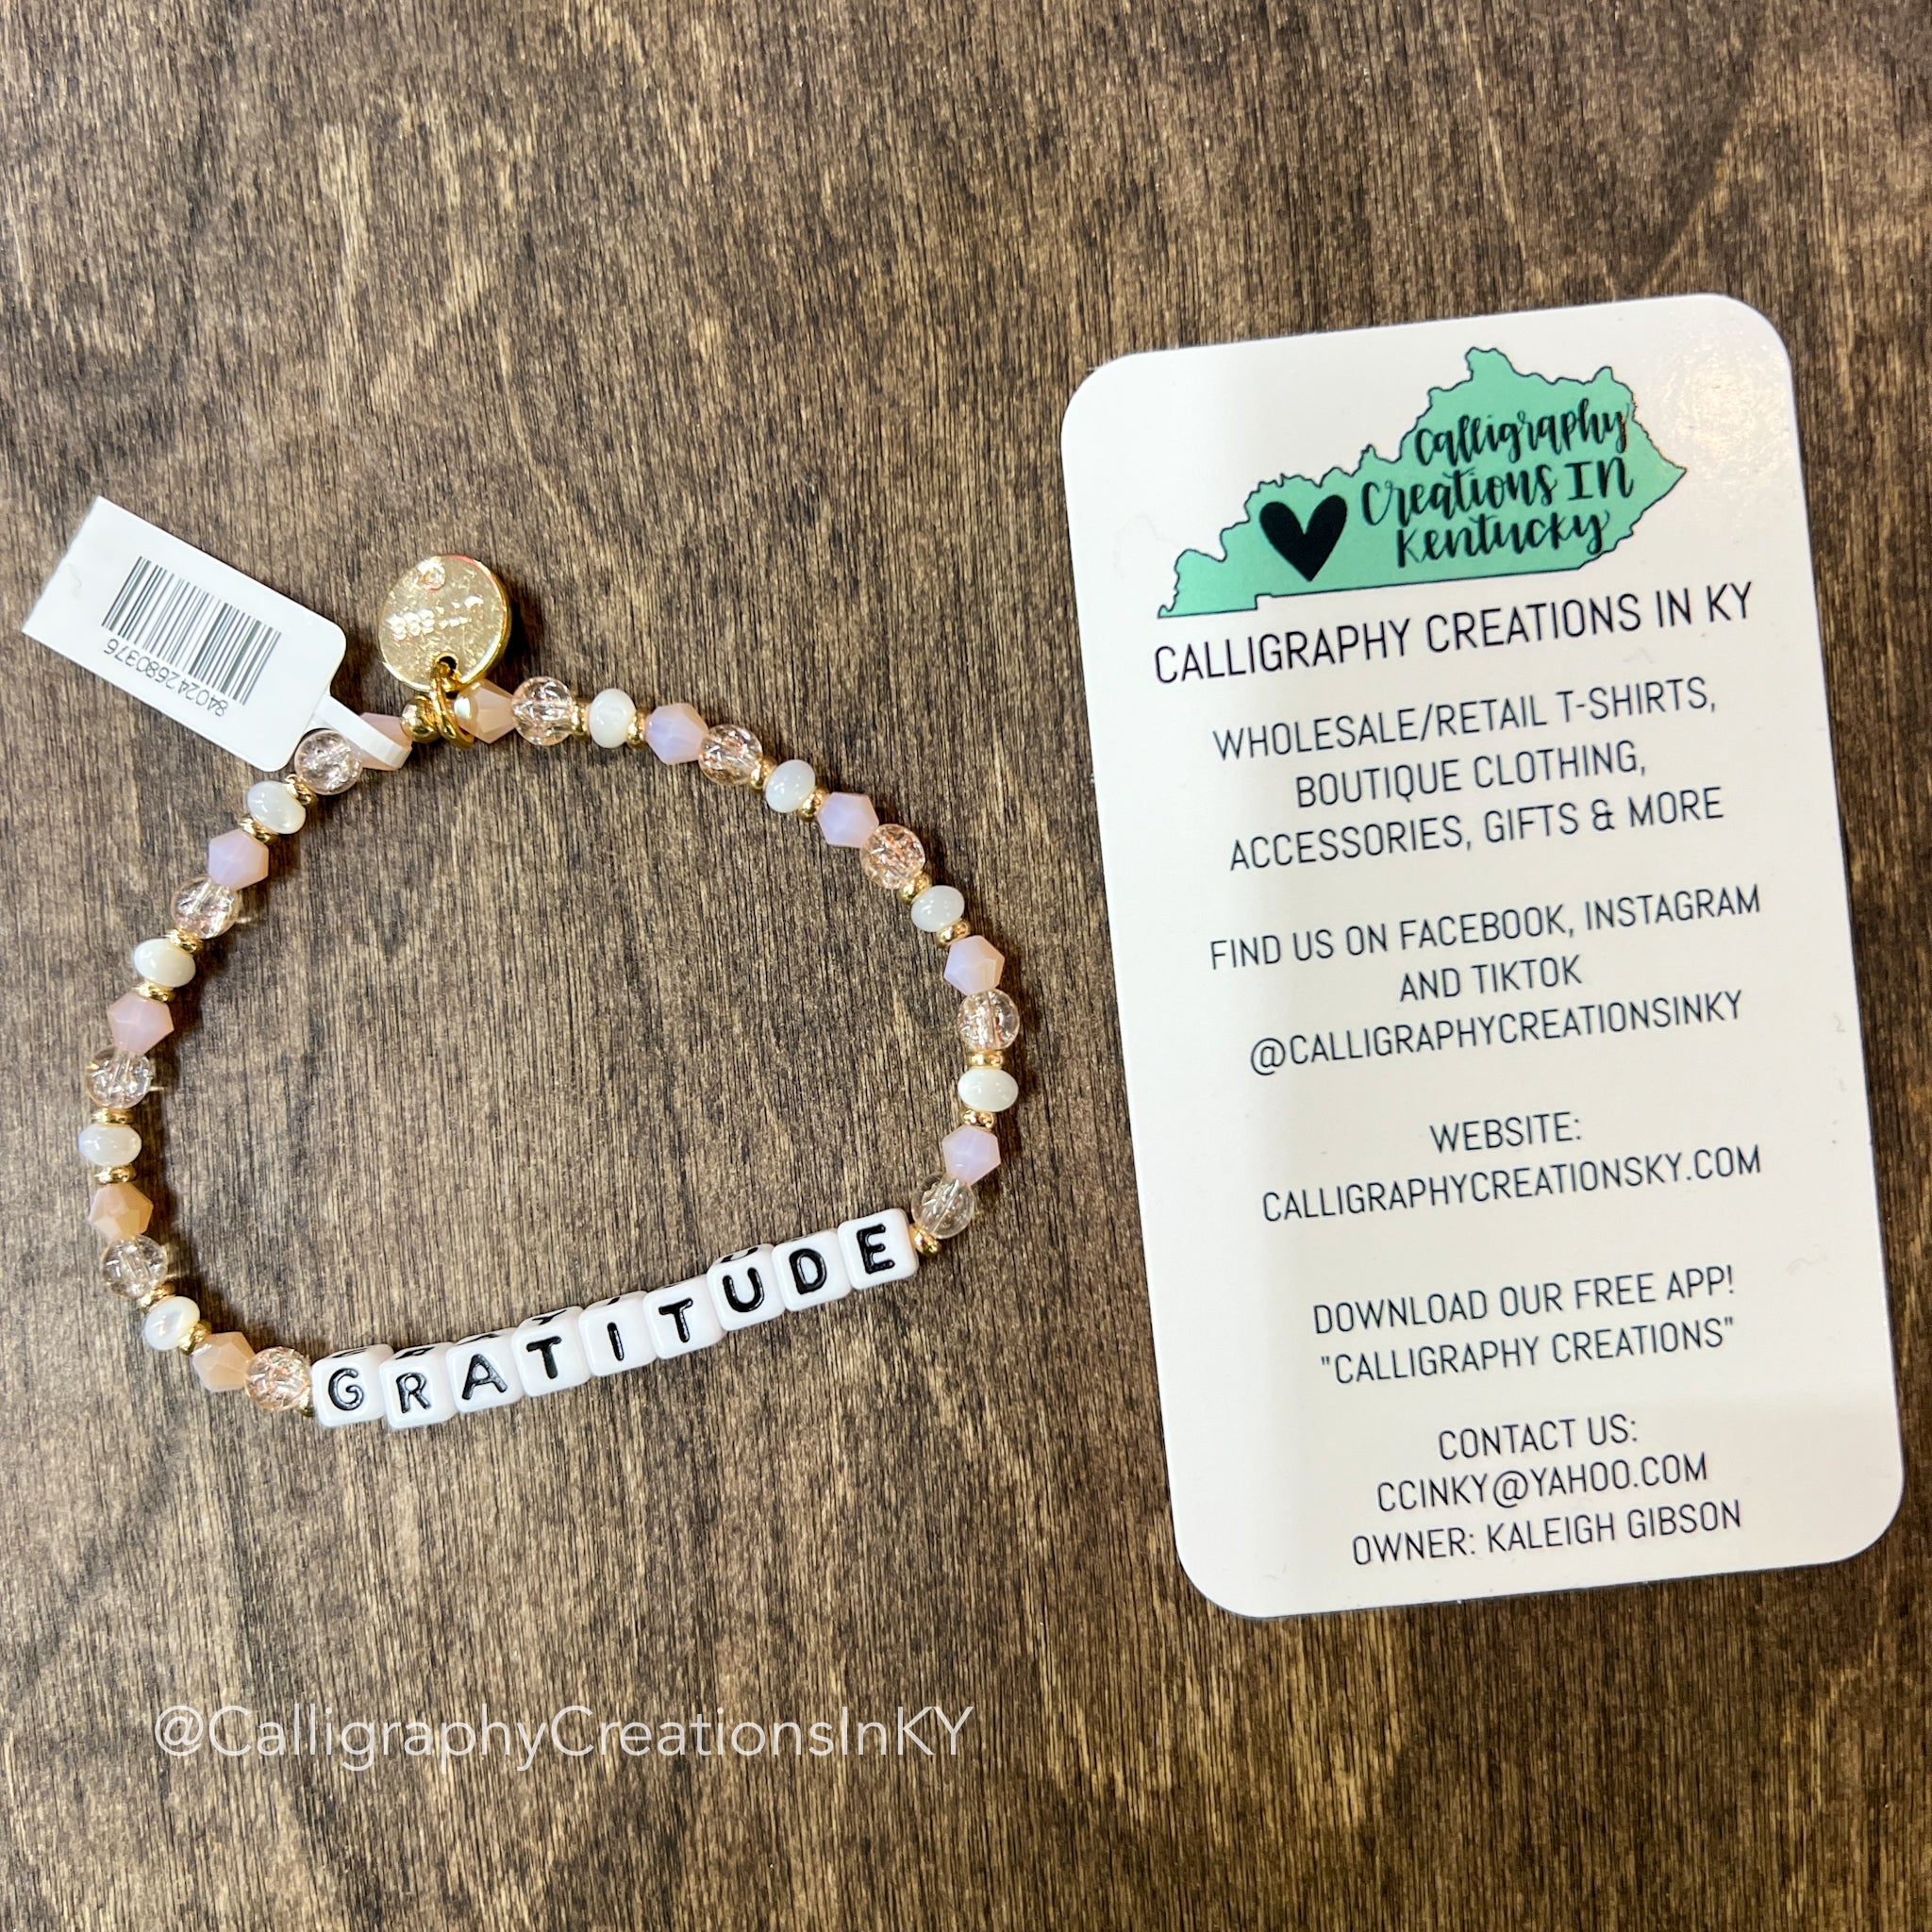 840242680376
GRATITUDE
Calligraphy
Creations IN
Kentucky
CALLIGRAPHY CREATIONS IN KY
WHOLESALE/RETAIL T-SHIRTS,
BOUTIQUE CLOTHING,
ACCESSORIES, GIFTS & MORE
FIND US ON FACEBOOK, INSTAGRAM
AND TIKTOK
@CALLIGRAPHYCREATIONSINKY
WEBSITE:
CALLIGRAPHYCREATIONSKY.COM
DOWNLOAD OUR FREE APP!
"CALLIGRAPHY CREATIONS"
CONTACT US:
CCINKY@YAHOO.COM
OWNER: KALEIGH GIBSON
@CalligraphyCreationsInKY